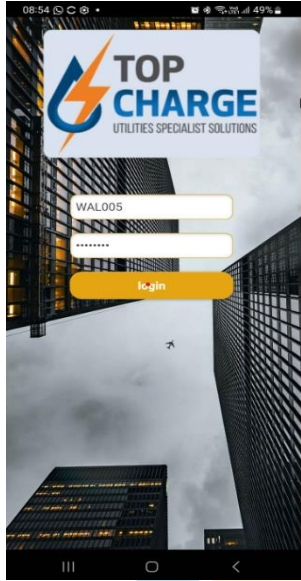 08:54
49%
TOP
CHARGE
UTILITIES SPECIALIST SOLUTIONS
WAL005
••••••••
login